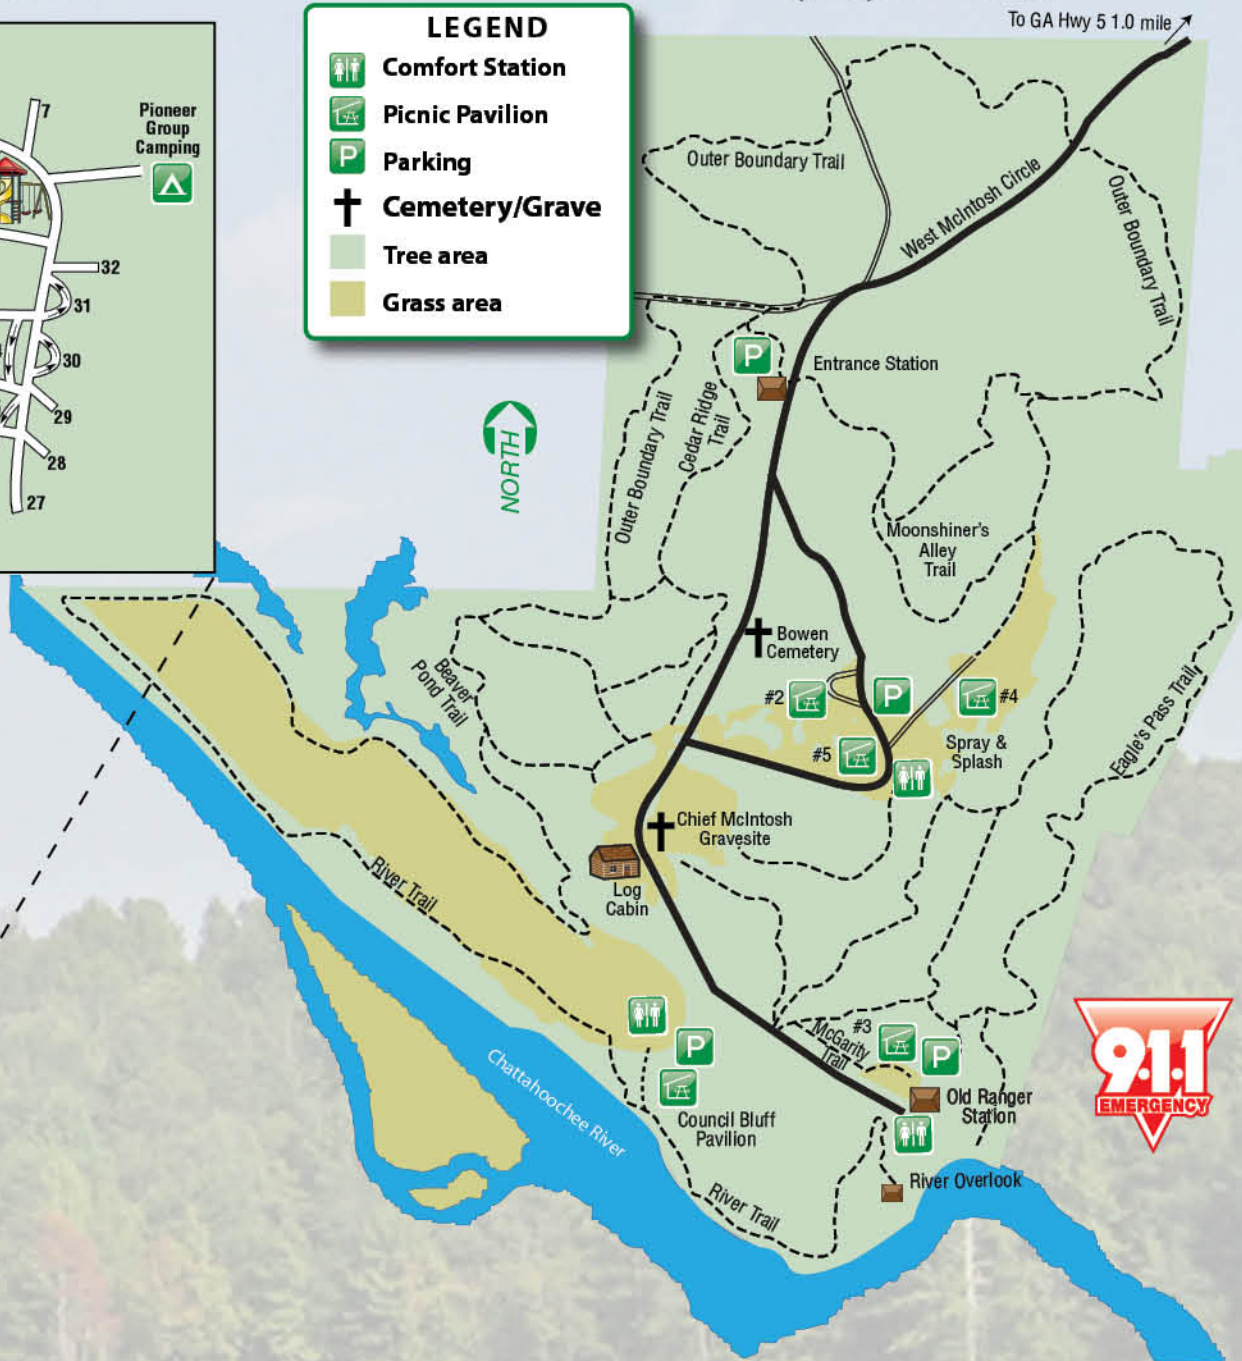 To GA Hwy 5 1.0 mile
7
Pioneer
Group
Camping
32
31
30
29
28
27
LEGEND
Comfort Station
Picnic Pavilion
P
Parking
Cemetery/Grave
Tree area
Grass area
NORTH
Outer Boundary Trail
West McIntosh Circle
Outer Boundary Trail
P
Entrance Station
Outer Boundary Trail
Cedar Ridge
Trail
Moonshiner's
Alley
Trail
Bowen
Cemetery
Beaver
Pond Trail
#2
P
#4
#5
Spray &
Splash
Eagle's Pass Trail
Chief McIntosh
Gravesite
Log
Cabin
River Trail
McGarity
Trail
#3
P
P
Old Ranger
Station
Council Bluff
Pavilion
Chattahoochee River
River Overlook
River Trail
9-1-1
EMERGENCY